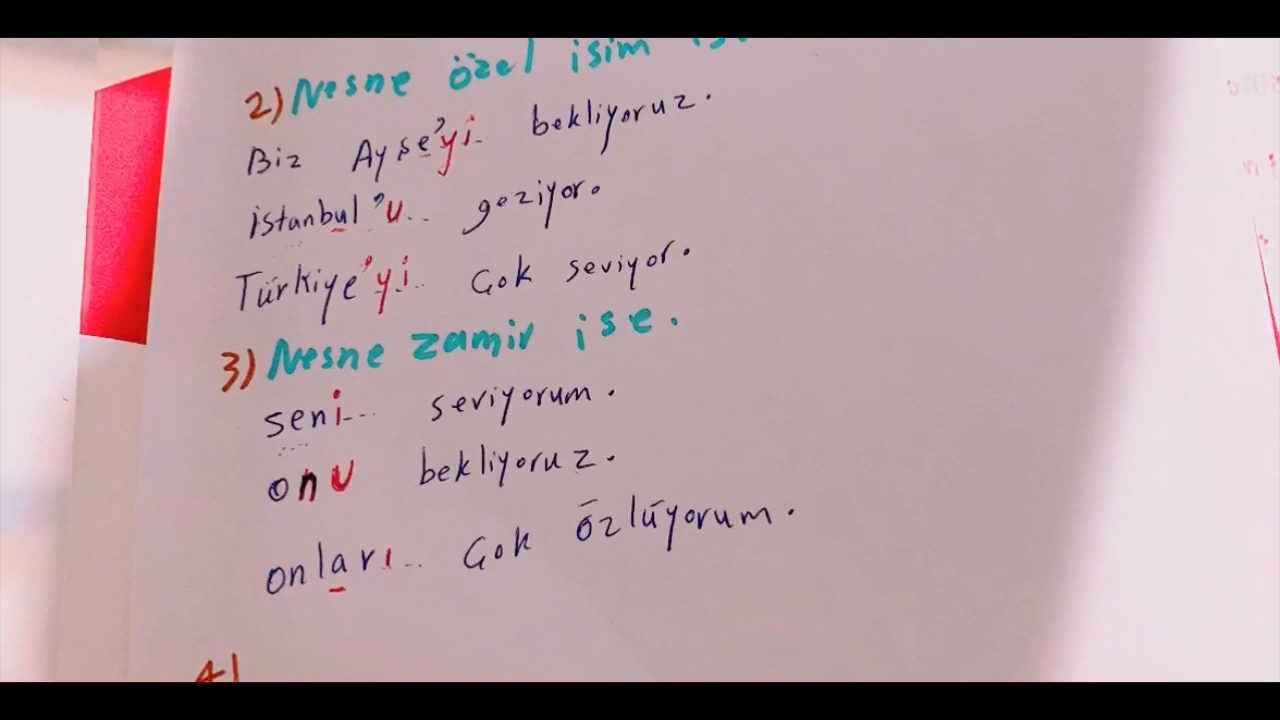 2) Nesne özel isim
Biz Ayşe'yi.. bekliyoruz.
istanbul'u.. geziyor.
Türkiye'yi.. Çok seviyor.
3) Nesne zamir ise.
seni.... seviyorum.
onu bekliyoruz.
onları... Çok özlüyorum.